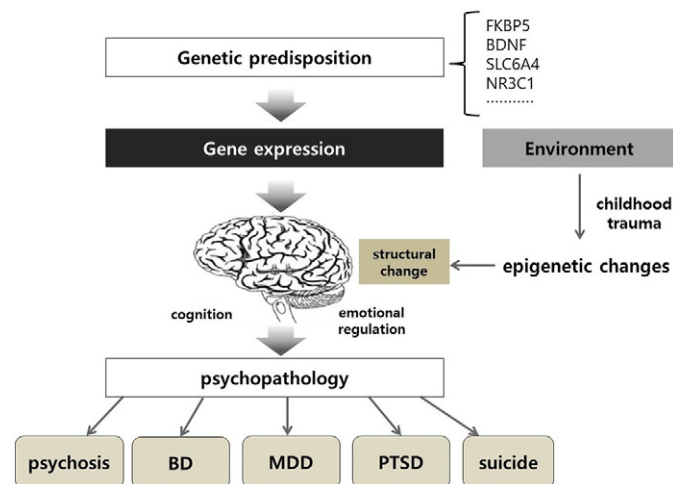 Genetic predisposition
FKBP5
BDNF
SLC6A4
NR3C1
...........
Gene expression
Environment
childhood
trauma
structural
change
epigenetic changes
cognition
emotional
regulation
psychopathology
psychosis
BD
MDD
PTSD
suicide